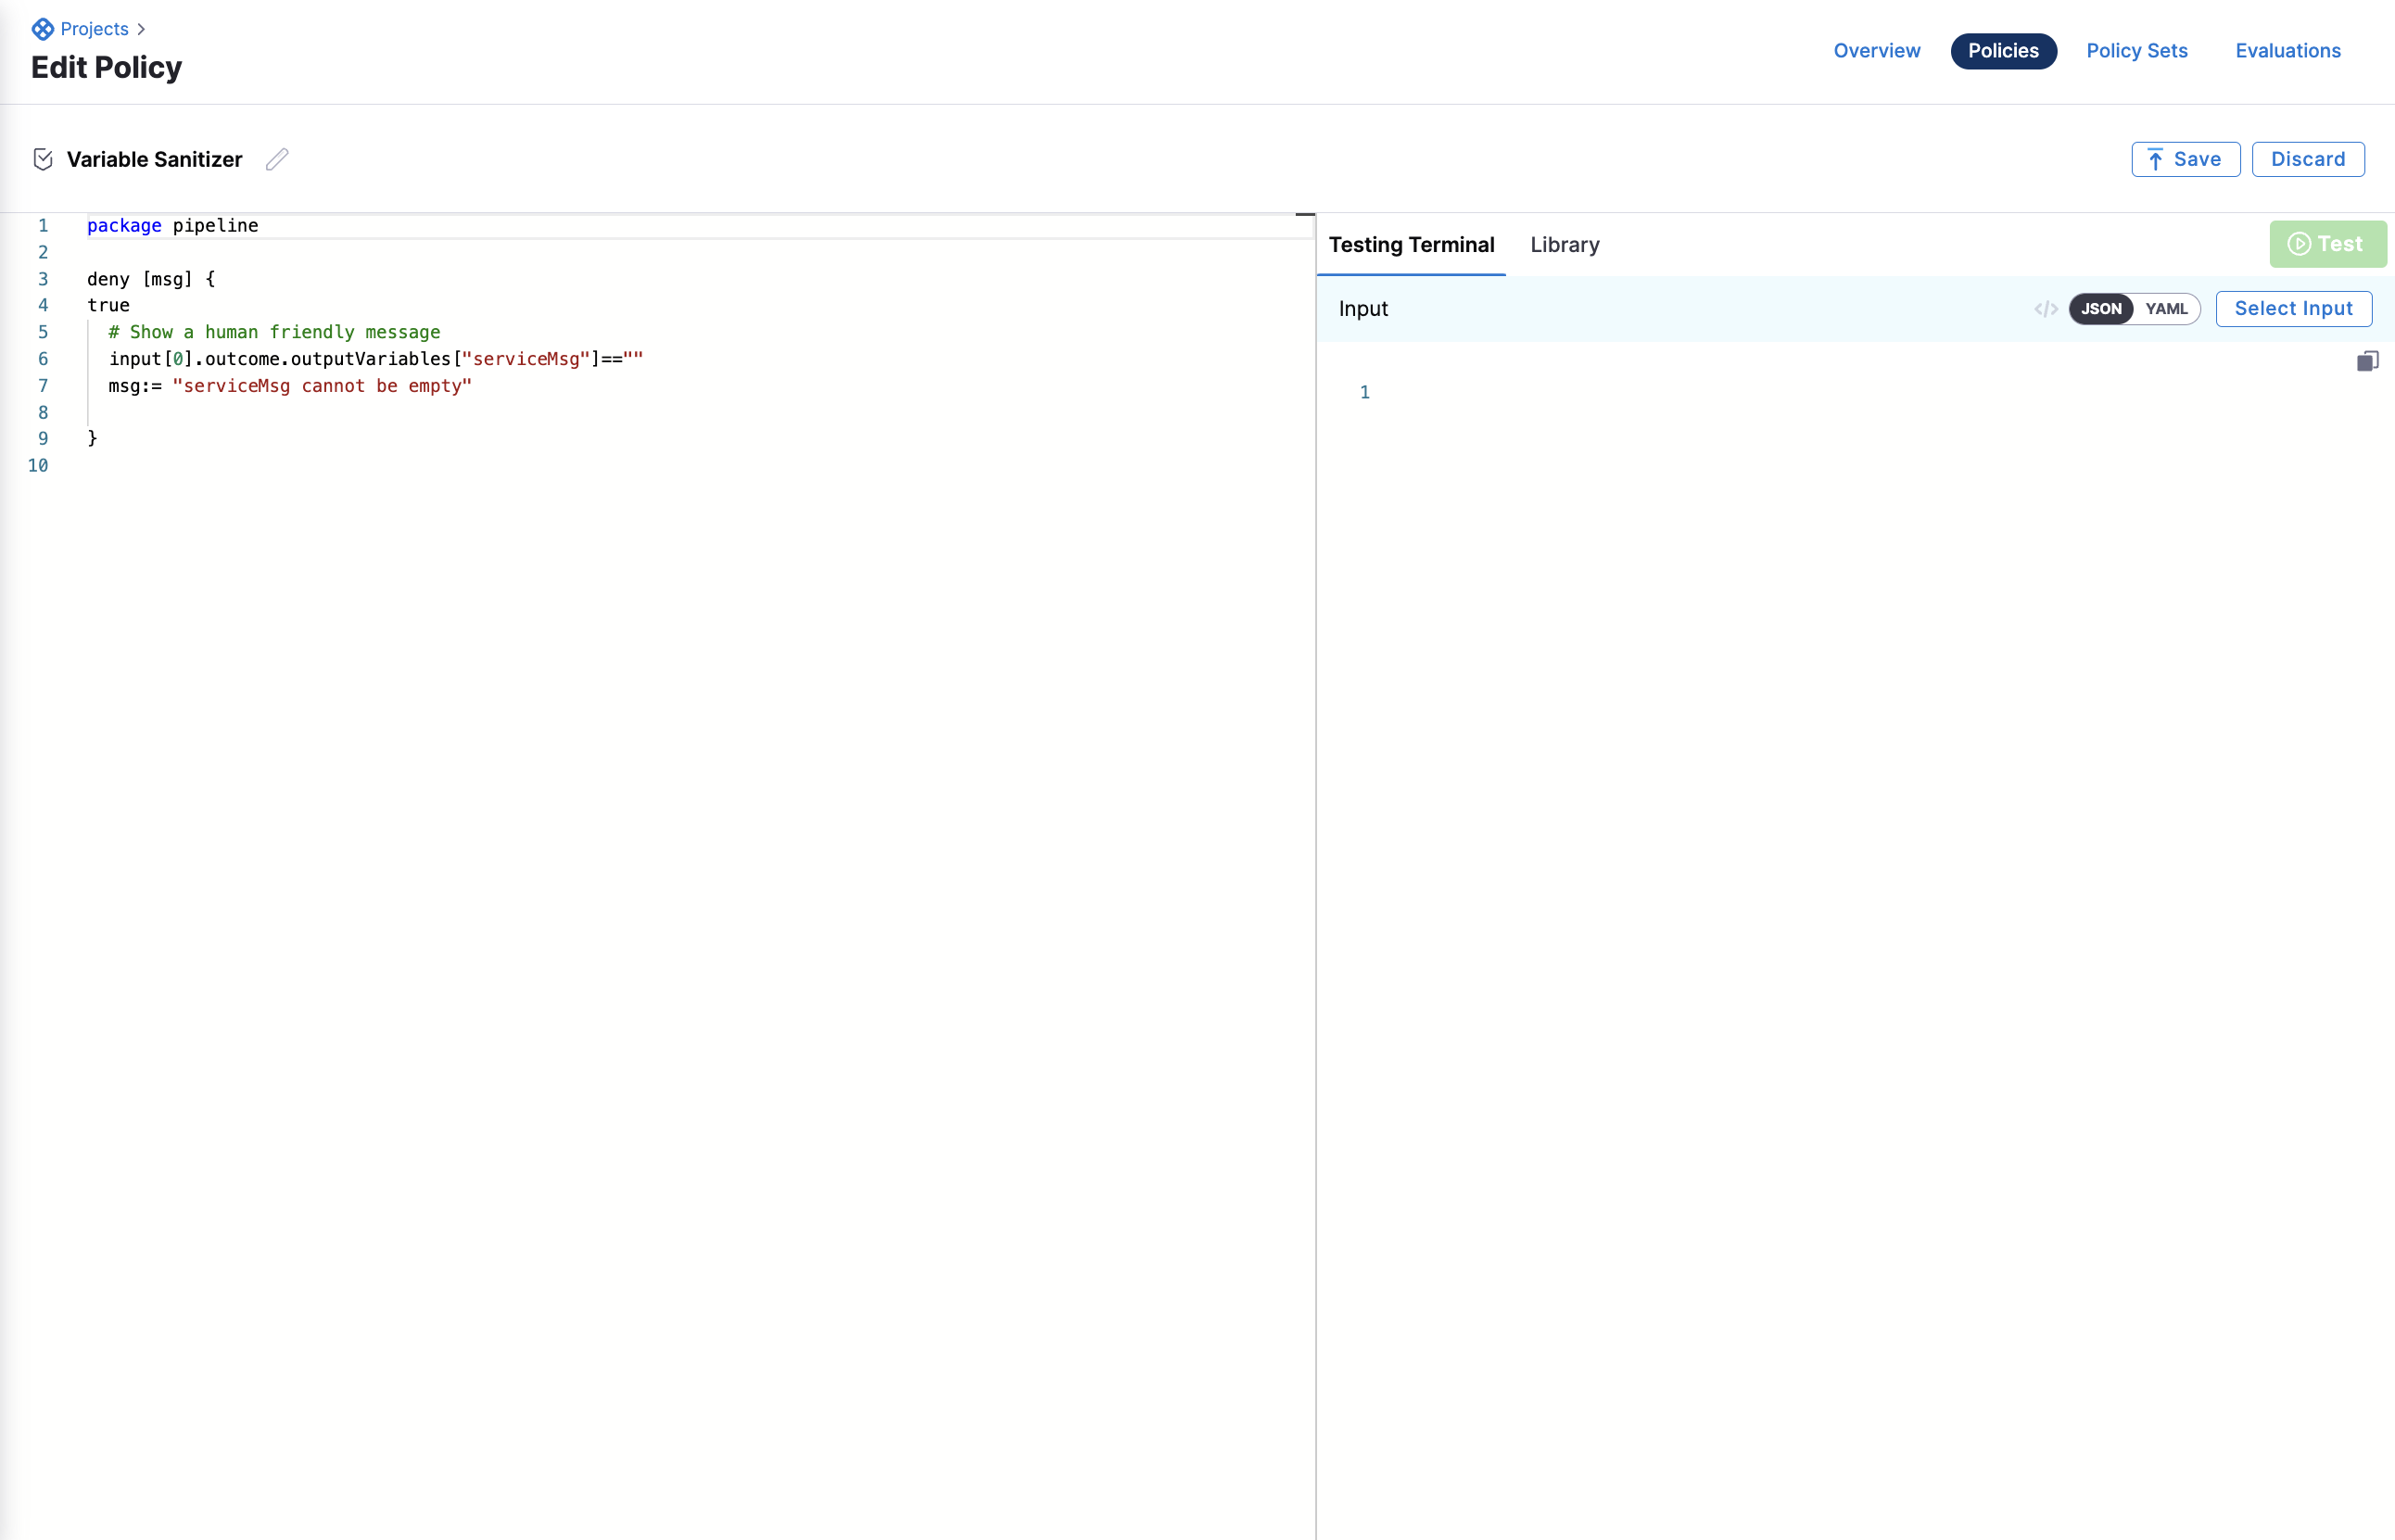 Projects
Edit Policy
Overview
Policies
Policy Sets
Evaluations
Variable Sanitizer
Save
Discard
1 package pipeline
2
3 deny [msg] {
4 true
5 # Show a human friendly message
6 input[0].outcome.outputVariables["serviceMsg"]==""
7 msg:= "serviceMsg cannot be empty"
8
9 }
10
Testing Terminal
Library
Test
Input
</>
JSON
YAML
Select Input
1